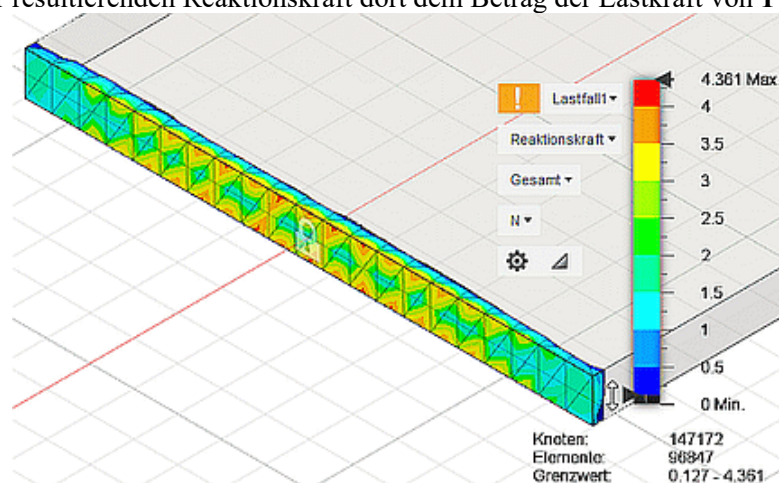 resultierenden Reaktionskraft dort dem Betrag der Lastkraft von
4.361 Max
Lastfall1
4
Reaktionskraft
3.5
Gesamt
3
N
2.5
2
1.5
1
0.5
0 Min.
Knoten: 147172
Elemente: 96847
Grenzwert: 0.127 - 4.361